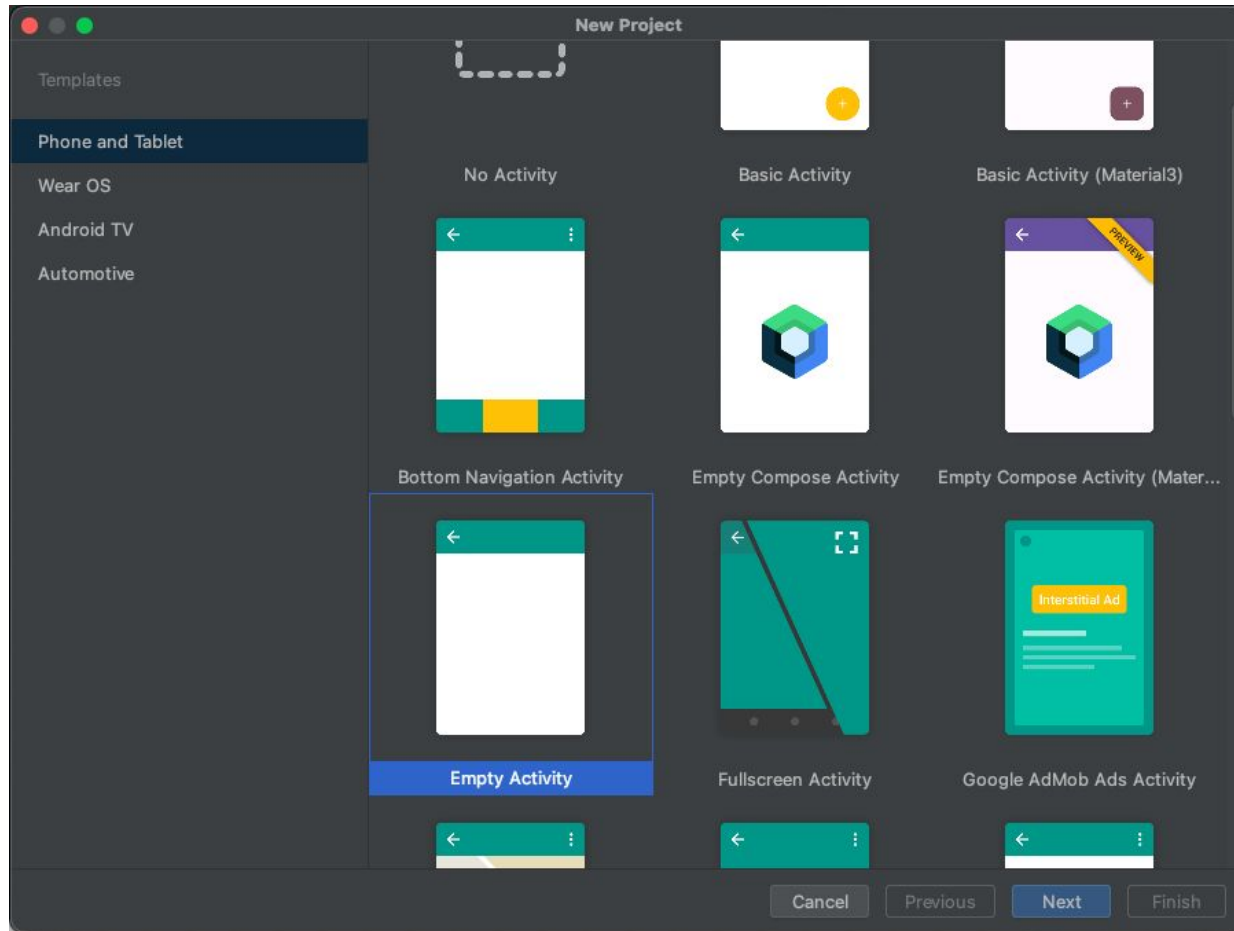 New Project
Templates
Phone and Tablet
Wear OS
Android TV
Automotive
No Activity
Basic Activity
Basic Activity (Material3)
PREVIEW
Bottom Navigation Activity
Empty Compose Activity
Empty Compose Activity (Mater...
Interstitial Ad
Empty Activity
Fullscreen Activity
Google AdMob Ads Activity
Cancel
Previous
Next
Finish